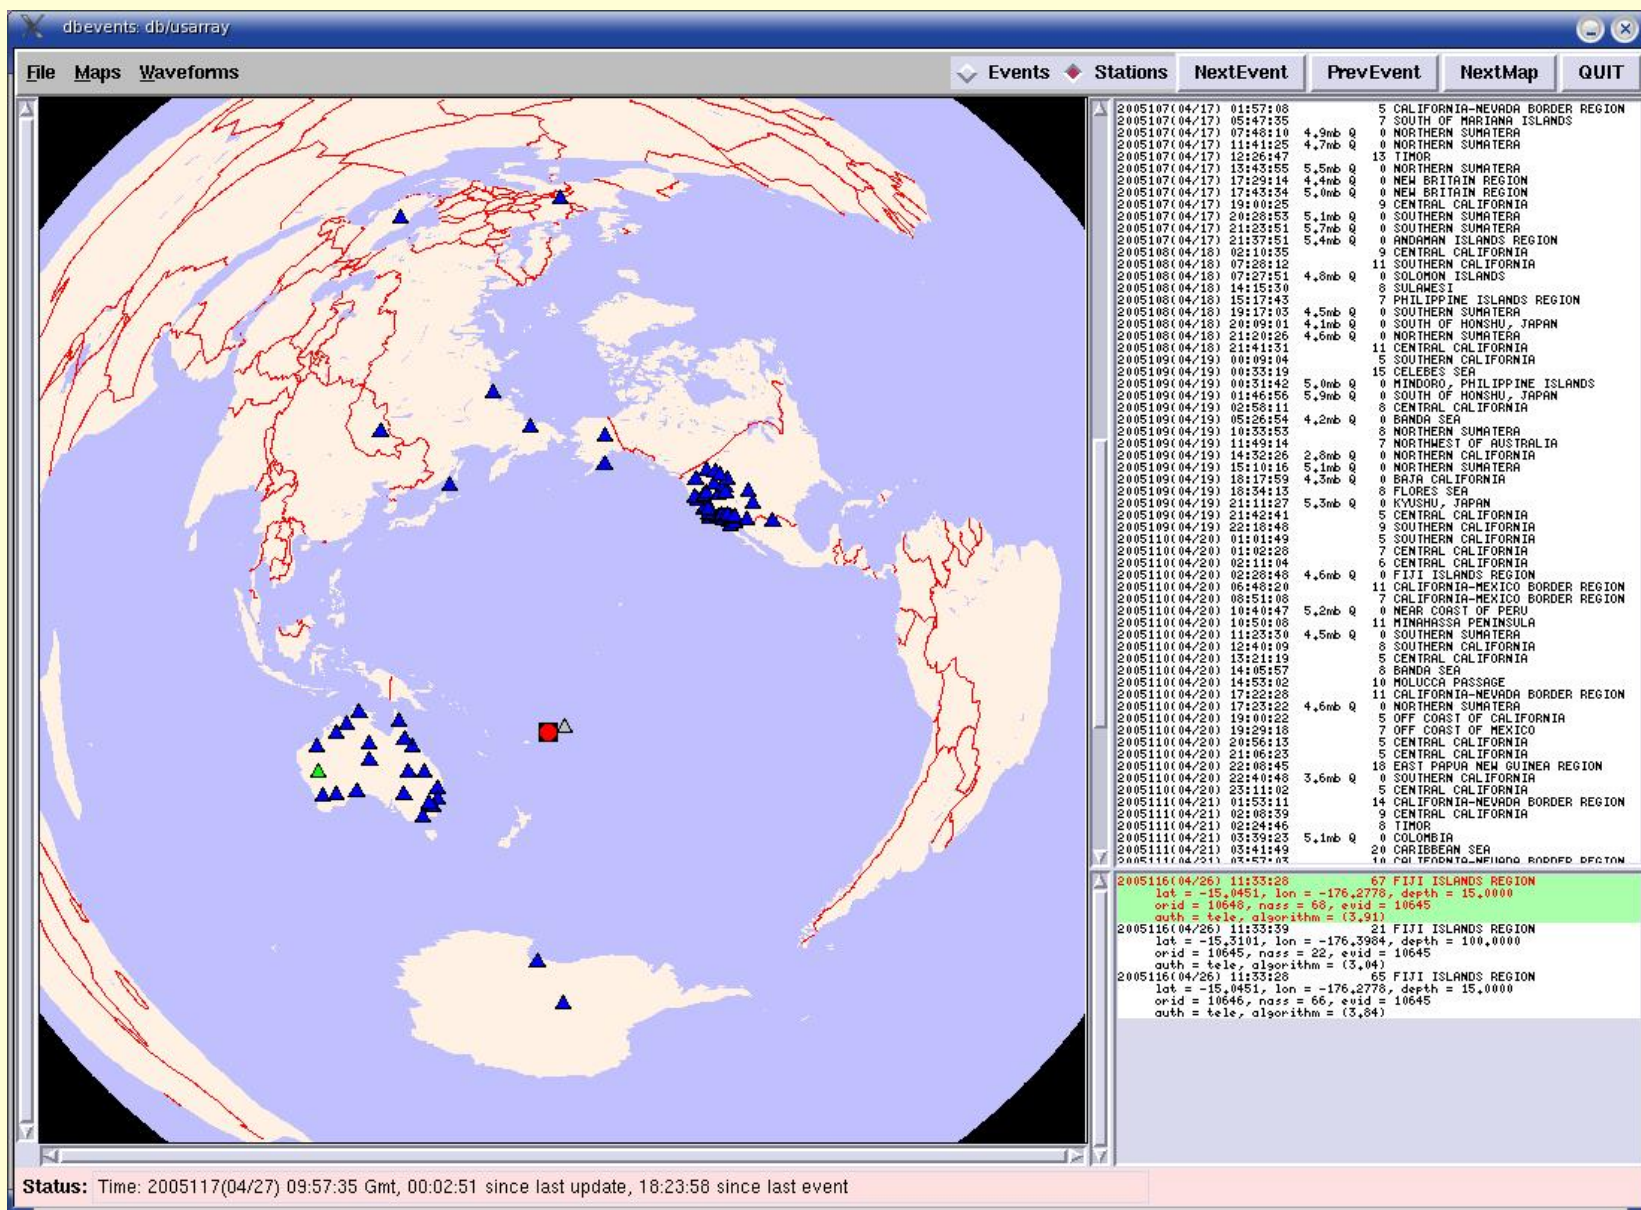 dbevents: db/usarray
File Maps Waveforms Events Stations NextEvent PrevEvent NextMap QUIT
2005107(04/17) 01:57:08 5 CALIFORNIA-NEVADA BORDER REGION
2005107(04/17) 05:47:35 7 SOUTH OF MARIANA ISLANDS
2005107(04/17) 07:48:10 4.9mb Q 0 NORTHERN SUMATERA
2005107(04/17) 11:41:25 4.7mb Q 0 NORTHERN SUMATERA
2005107(04/17) 12:26:47 13 TIMOR
2005107(04/17) 13:43:55 5.5mb Q 0 NORTHERN SUMATERA
2005107(04/17) 17:29:14 4.4mb Q 0 NEW BRITAIN REGION
2005107(04/17) 17:43:34 5.0mb Q 0 NEW BRITAIN REGION
2005107(04/17) 19:00:25 9 CENTRAL CALIFORNIA
2005107(04/17) 20:28:53 5.1mb Q 0 SOUTHERN SUMATERA
2005107(04/17) 21:23:51 5.7mb Q 0 SOUTHERN SUMATERA
2005107(04/17) 21:37:51 5.4mb Q 0 ANDAMAN ISLANDS REGION
2005108(04/18) 02:10:35 9 CENTRAL CALIFORNIA
2005108(04/18) 07:28:12 11 SOUTHERN CALIFORNIA
2005108(04/18) 07:27:51 4.8mb Q 0 SOLOMON ISLANDS
2005108(04/18) 14:15:30 8 SULAWESI
2005108(04/18) 15:17:43 7 PHILIPPINE ISLANDS REGION
2005108(04/18) 19:17:03 4.5mb Q 0 SOUTHERN SUMATERA
2005108(04/18) 20:09:01 4.1mb Q 0 SOUTH OF HONSHU, JAPAN
2005108(04/18) 21:20:26 4.6mb Q 0 NORTHERN SUMATERA
2005108(04/18) 21:41:31 11 CENTRAL CALIFORNIA
2005109(04/19) 00:09:04 5 SOUTHERN CALIFORNIA
2005109(04/19) 00:33:19 15 CELEBES SEA
2005109(04/19) 00:31:42 5.0mb Q 0 MINDORO, PHILIPPINE ISLANDS
2005109(04/19) 01:46:56 5.9mb Q 0 SOUTH OF HONSHU, JAPAN
2005109(04/19) 02:58:11 8 CENTRAL CALIFORNIA
2005109(04/19) 05:26:54 4.2mb Q 0 BANDA SEA
2005109(04/19) 10:33:53 8 NORTHERN SUMATERA
2005109(04/19) 11:49:14 7 NORTHWEST OF AUSTRALIA
2005109(04/19) 14:32:26 2.8mb Q 0 NORTHERN CALIFORNIA
2005109(04/19) 15:10:16 5.1mb Q 0 NORTHERN SUMATERA
2005109(04/19) 18:17:59 4.3mb Q 0 BAJA CALIFORNIA
2005109(04/19) 18:34:13 8 FLORES SEA
2005109(04/19) 21:11:27 5.3mb Q 0 KYUSHU, JAPAN
2005109(04/19) 21:42:41 5 CENTRAL CALIFORNIA
2005109(04/19) 22:18:48 9 SOUTHERN CALIFORNIA
2005110(04/20) 01:01:49 5 SOUTHERN CALIFORNIA
2005110(04/20) 01:02:28 7 CENTRAL CALIFORNIA
2005110(04/20) 02:11:04 6 CENTRAL CALIFORNIA
2005110(04/20) 02:28:48 4.6mb Q 0 FIJI ISLANDS REGION
2005110(04/20) 06:48:20 11 CALIFORNIA-MEXICO BORDER REGION
2005110(04/20) 08:51:08 7 CALIFORNIA-MEXICO BORDER REGION
2005110(04/20) 10:40:47 5.2mb Q 0 NEAR COAST OF PERU
2005110(04/20) 10:50:08 11 MINAHASSA PENINSULA
2005110(04/20) 11:23:30 4.5mb Q 0 SOUTHERN SUMATERA
2005110(04/20) 12:40:09 8 SOUTHERN CALIFORNIA
2005110(04/20) 13:21:19 5 CENTRAL CALIFORNIA
2005110(04/20) 14:05:57 8 BANDA SEA
2005110(04/20) 14:53:02 10 MOLUCCA PASSAGE
2005110(04/20) 17:22:28 11 CALIFORNIA-NEVADA BORDER REGION
2005110(04/20) 17:23:22 4.6mb Q 0 NORTHERN SUMATERA
2005110(04/20) 19:00:22 5 OFF COAST OF CALIFORNIA
2005110(04/20) 19:29:18 7 OFF COAST OF MEXICO
2005110(04/20) 20:56:13 5 CENTRAL CALIFORNIA
2005110(04/20) 21:06:23 5 CENTRAL CALIFORNIA
2005110(04/20) 22:08:45 18 EAST PAPUA NEW GUINEA REGION
2005110(04/20) 22:40:48 3.6mb Q 0 SOUTHERN CALIFORNIA
2005110(04/20) 23:11:02 5 CENTRAL CALIFORNIA
2005111(04/21) 01:53:11 14 CALIFORNIA-NEVADA BORDER REGION
2005111(04/21) 02:08:39 9 CENTRAL CALIFORNIA
2005111(04/21) 02:24:46 8 TIMOR
2005111(04/21) 03:39:23 5.1mb Q 0 COLOMBIA
2005111(04/21) 03:41:49 20 CARIBBEAN SEA
2005111(04/21) 03:57:03 10 CALIFORNIA-NEVADA BORDER REGION
2005116(04/26) 11:33:28 67 FIJI ISLANDS REGION
lat = -15.0451, lon = -176.2778, depth = 15.0000
orid = 10648, nass = 68, evid = 10645
auth = tele, algorithm = (3.91)
2005116(04/26) 11:33:39 21 FIJI ISLANDS REGION
lat = -15.3101, lon = -176.3984, depth = 100.0000
orid = 10645, nass = 22, evid = 10645
auth = tele, algorithm = (3.04)
2005116(04/26) 11:33:28 65 FIJI ISLANDS REGION
lat = -15.0451, lon = -176.2778, depth = 15.0000
orid = 10646, nass = 66, evid = 10645
auth = tele, algorithm = (3.84)
Status: Time: 2005117(04/27) 09:57:35 Gmt, 00:02:51 since last update, 18:23:58 since last event